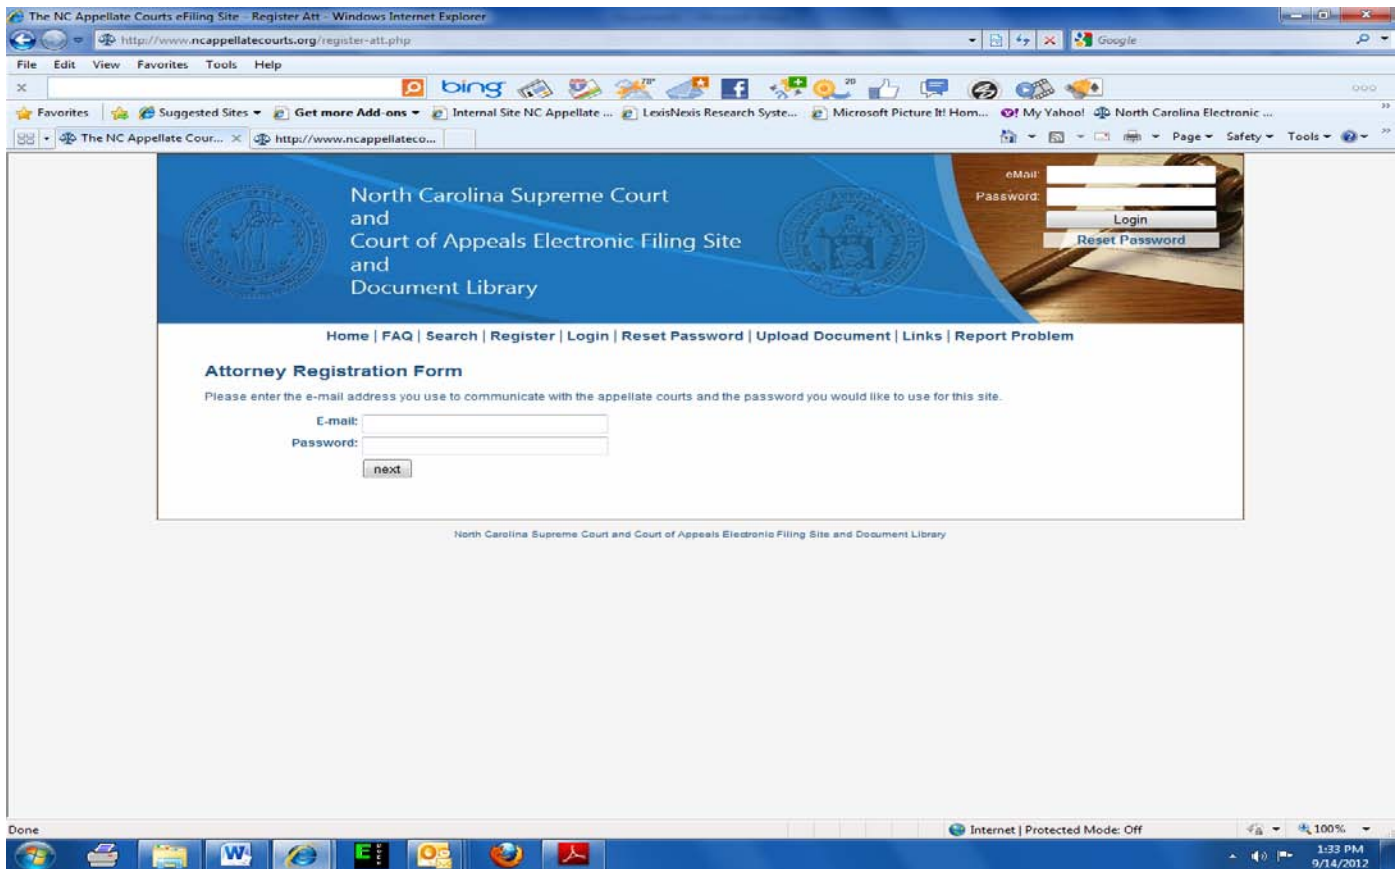 The NC Appellate Courts eFiling Site - Register Att - Windows Internet Explorer
http://www.ncappellatecourts.org/register-att.php
Google
File Edit View Favorites Tools Help
bing 78° 20
Favorites Suggested Sites Get more Add-ons Internal Site NC Appellate ... LexisNexis Research Syste... Microsoft Picture It! Hom... My Yahoo! North Carolina Electronic ...
The NC Appellate Cour... http://www.ncappellateco... Page Safety Tools
eMail:
Password:
Login
Reset Password
North Carolina Supreme Court
and
Court of Appeals Electronic Filing Site
and
Document Library
Home | FAQ | Search | Register | Login | Reset Password | Upload Document | Links | Report Problem
Attorney Registration Form
Please enter the e-mail address you use to communicate with the appellate courts and the password you would like to use for this site.
E-mail:
Password:
next
North Carolina Supreme Court and Court of Appeals Electronic Filing Site and Document Library
Done Internet | Protected Mode: Off 100%
1:33 PM
9/14/2012